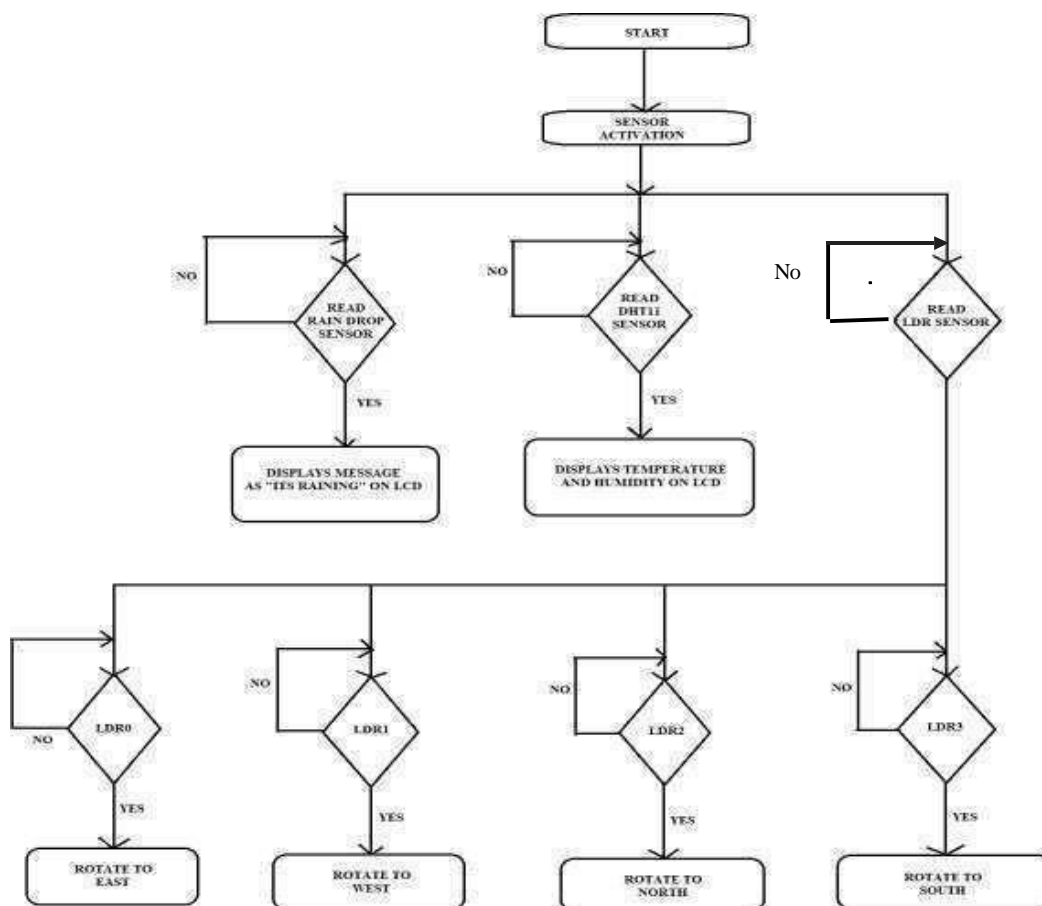 START
SENSOR
ACTIVATION
NO
READ
RAIN DROP
SENSOR
YES
DISPLAYS MESSAGE
AS "ITS RAINING" ON LCD
NO
READ
DHT11
SENSOR
YES
DISPLAYS TEMPERATURE
AND HUMIDITY ON LCD
No
READ
LDR SENSOR
NO
LDR0
YES
ROTATE TO
EAST
NO
LDR1
YES
ROTATE TO
WEST
NO
LDR2
YES
ROTATE TO
NORTH
NO
LDR3
YES
ROTATE TO
SOUTH